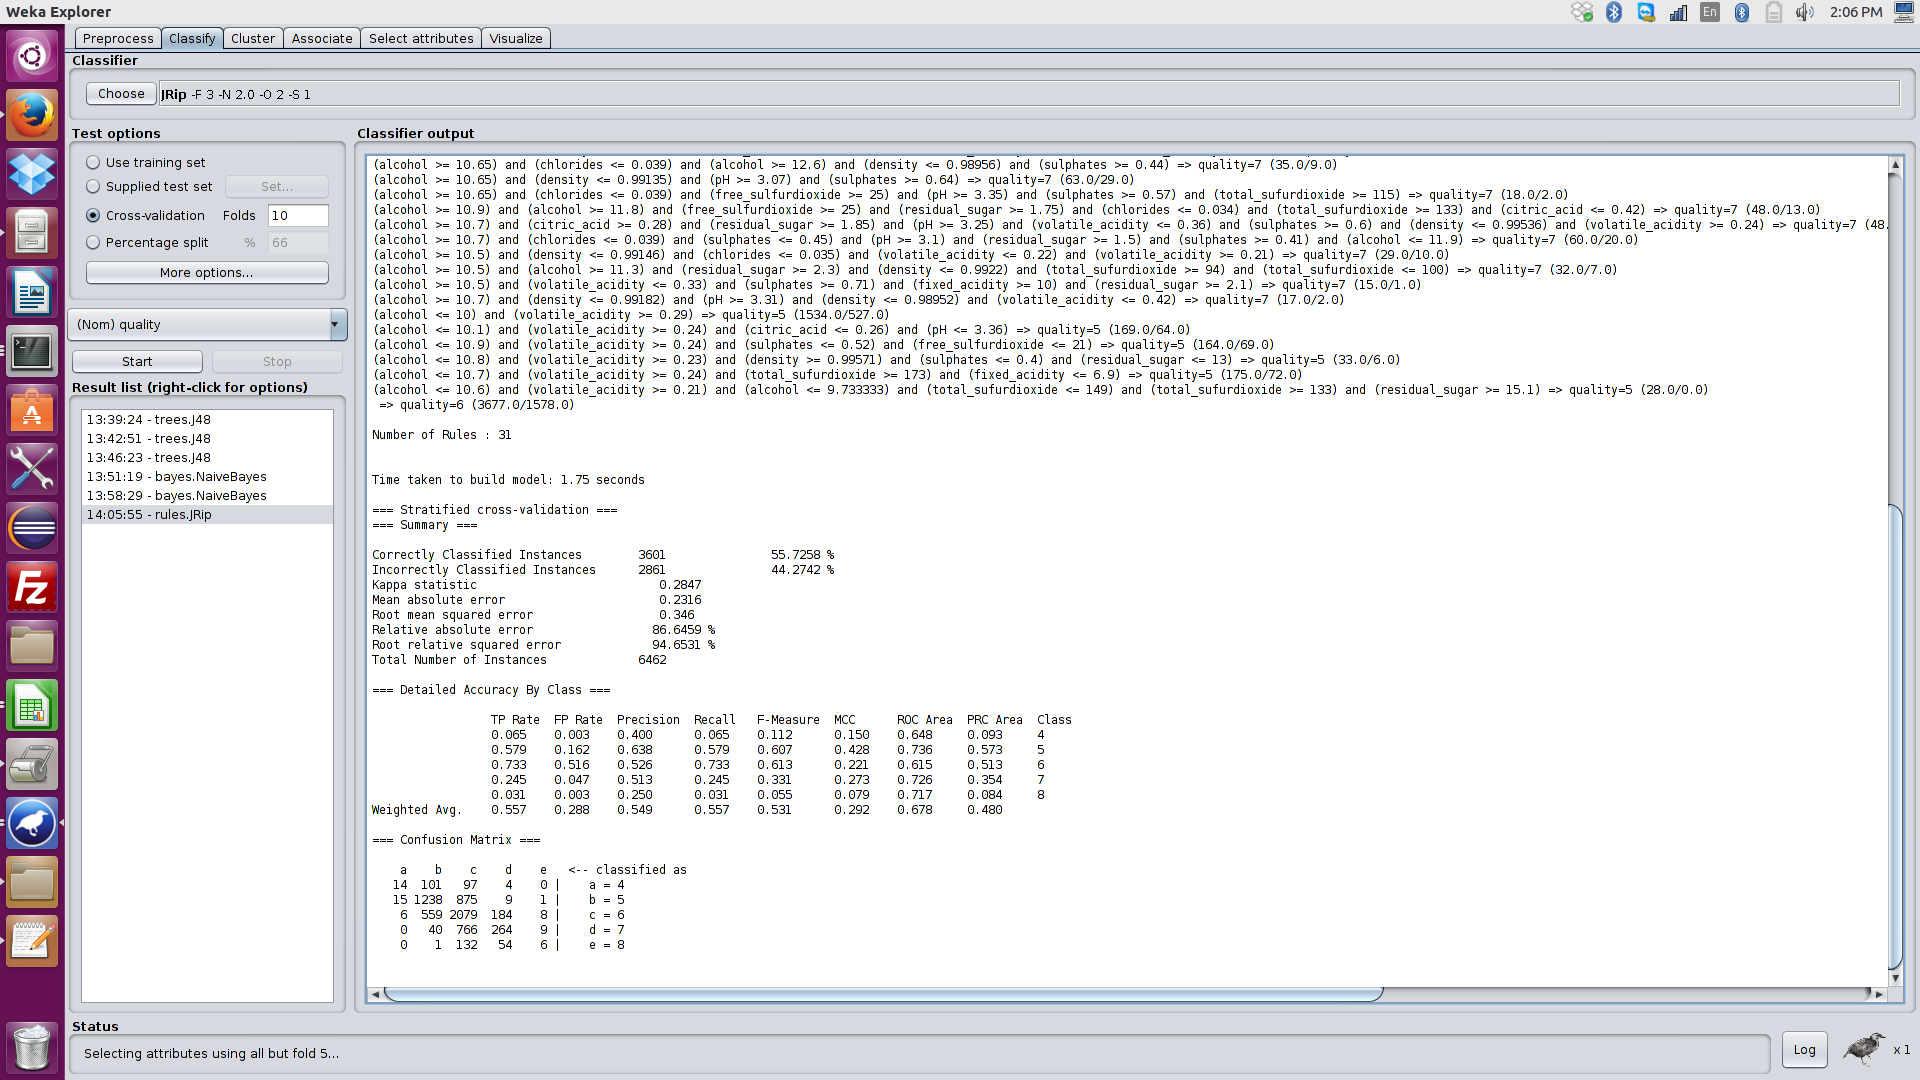 Weka Explorer
En
2:06 PM
Preprocess Classify Cluster Associate Select attributes Visualize
Classifier
Choose JRip -F 3 -N 2.0 -O 2 -S 1
Test options
Use training set
Supplied test set Set...
Cross-validation Folds 10
Percentage split % 66
More options...
(Nom) quality
Start Stop
Result list (right-click for options)
13:39:24 - trees.J48
13:42:51 - trees.J48
13:46:23 - trees.J48
13:51:19 - bayes.NaiveBayes
13:58:29 - bayes.NaiveBayes
14:05:55 - rules.JRip
Classifier output
(alcohol >= 10.65) and (chlorides <= 0.039) and (alcohol >= 12.6) and (density <= 0.98956) and (sulphates >= 0.44) => quality=7 (35.0/9.0)
(alcohol >= 10.65) and (density <= 0.99135) and (pH >= 3.07) and (sulphates >= 0.64) => quality=7 (63.0/29.0)
(alcohol >= 10.65) and (chlorides <= 0.039) and (free_sulfurdioxide >= 25) and (pH >= 3.35) and (sulphates >= 0.57) and (total_sufurdioxide >= 115) => quality=7 (18.0/2.0)
(alcohol >= 10.9) and (alcohol >= 11.8) and (free_sulfurdioxide >= 25) and (residual_sugar >= 1.75) and (chlorides <= 0.034) and (total_sufurdioxide >= 133) and (citric_acid <= 0.42) => quality=7 (48.0/13.0)
(alcohol >= 10.7) and (citric_acid >= 0.28) and (residual_sugar >= 1.85) and (pH >= 3.25) and (volatile_acidity <= 0.36) and (sulphates >= 0.6) and (density <= 0.99536) and (volatile_acidity >= 0.24) => quality=7 (48.
(alcohol >= 10.7) and (chlorides <= 0.039) and (sulphates <= 0.45) and (pH >= 3.1) and (residual_sugar >= 1.5) and (sulphates >= 0.41) and (alcohol <= 11.9) => quality=7 (60.0/20.0)
(alcohol >= 10.5) and (density <= 0.99146) and (chlorides <= 0.035) and (volatile_acidity <= 0.22) and (volatile_acidity >= 0.21) => quality=7 (29.0/10.0)
(alcohol >= 10.5) and (alcohol >= 11.3) and (residual_sugar >= 2.3) and (density <= 0.9922) and (total_sufurdioxide >= 94) and (total_sufurdioxide <= 100) => quality=7 (32.0/7.0)
(alcohol >= 10.5) and (volatile_acidity <= 0.33) and (sulphates >= 0.71) and (fixed_acidity >= 10) and (residual_sugar >= 2.1) => quality=7 (15.0/1.0)
(alcohol >= 10.7) and (density <= 0.99182) and (pH >= 3.31) and (density <= 0.98952) and (volatile_acidity <= 0.42) => quality=7 (17.0/2.0)
(alcohol <= 10) and (volatile_acidity >= 0.29) => quality=5 (1534.0/527.0)
(alcohol <= 10.1) and (volatile_acidity >= 0.24) and (citric_acid <= 0.26) and (pH <= 3.36) => quality=5 (169.0/64.0)
(alcohol <= 10.9) and (volatile_acidity >= 0.24) and (sulphates <= 0.52) and (free_sulfurdioxide <= 21) => quality=5 (164.0/69.0)
(alcohol <= 10.8) and (volatile_acidity >= 0.23) and (density >= 0.99571) and (sulphates <= 0.4) and (residual_sugar <= 13) => quality=5 (33.0/6.0)
(alcohol <= 10.7) and (volatile_acidity >= 0.24) and (total_sufurdioxide >= 173) and (fixed_acidity <= 6.9) => quality=5 (175.0/72.0)
(alcohol <= 10.6) and (volatile_acidity >= 0.21) and (alcohol <= 9.733333) and (total_sufurdioxide <= 149) and (total_sufurdioxide >= 133) and (residual_sugar >= 15.1) => quality=5 (28.0/0.0)
=> quality=6 (3677.0/1578.0)
Number of Rules : 31
Time taken to build model: 1.75 seconds
=== Stratified cross-validation ===
=== Summary ===
Correctly Classified Instances 3601 55.7258 %
Incorrectly Classified Instances 2861 44.2742 %
Kappa statistic 0.2847
Mean absolute error 0.2316
Root mean squared error 0.346
Relative absolute error 86.6459 %
Root relative squared error 94.6531 %
Total Number of Instances 6462
=== Detailed Accuracy By Class ===
TP Rate FP Rate Precision Recall F-Measure MCC ROC Area PRC Area Class
0.065 0.003 0.400 0.065 0.112 0.150 0.648 0.093 4
0.579 0.162 0.638 0.579 0.607 0.428 0.736 0.573 5
0.733 0.516 0.526 0.733 0.613 0.221 0.615 0.513 6
0.245 0.047 0.513 0.245 0.331 0.273 0.726 0.354 7
0.031 0.003 0.250 0.031 0.055 0.079 0.717 0.084 8
Weighted Avg. 0.557 0.288 0.549 0.557 0.531 0.292 0.678 0.480
=== Confusion Matrix ===
a b c d e <-- classified as
14 101 97 4 0 | a = 4
15 1238 875 9 1 | b = 5
6 559 2079 184 8 | c = 6
0 40 766 264 9 | d = 7
0 1 132 54 6 | e = 8
Status
Selecting attributes using all but fold 5...
Log
x 1